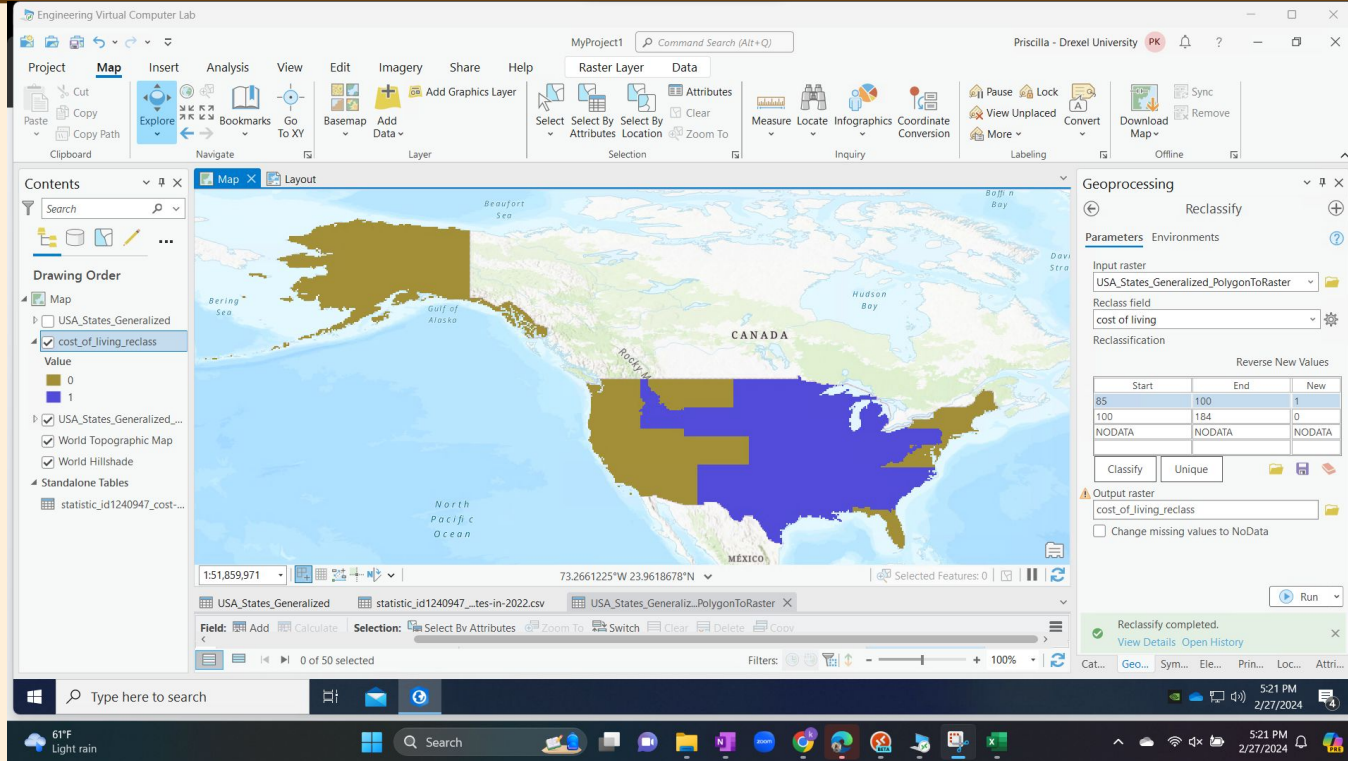 Engineering Virtual Computer Lab
MyProject1 Command Search (Alt+Q) Priscilla - Drexel University PK ?
Project Map Insert Analysis View Edit Imagery Share Help Raster Layer Data
Paste Cut Copy Copy Path
Clipboard
Explore Bookmarks Go To XY
Navigate
Basemap Add Data Add Graphics Layer
Layer
Select Select By Attributes Select By Location Attributes Clear Zoom To
Selection
Measure Locate Infographics Coordinate Conversion
Inquiry
Pause Lock View Unplaced More Convert
Labeling
Download Map Sync Remove
Offline
Contents
Search
...
Drawing Order
Map
USA_States_Generalized
cost_of_living_reclass
Value
0
1
USA_States_Generalized_...
World Topographic Map
World Hillshade
Standalone Tables
statistic_id1240947_cost-...
Map Layout
Beaufort Sea
Baffin Bay
Davi
Stra
Bering Sea
Gulf of Alaska
Hudson Bay
CANADA
Rocky M
North Pacific Ocean
MÉXICO
1:51,859,971 73.2661225°W 23.9618678°N Selected Features: 0
USA_States_Generalized statistic_id1240947_...tes-in-2022.csv USA_States_Generaliz...PolygonToRaster
Field: Add Calculate Selection: Select By Attributes Zoom To Switch Clear Delete Copy
0 of 50 selected Filters: 100%
Geoprocessing
Reclassify
Parameters Environments
Input raster
USA_States_Generalized_PolygonToRaster
Reclass field
cost of living
Reclassification
Reverse New Values
Start End New
85 100 1
100 184 0
NODATA NODATA NODATA
Classify Unique
Output raster
cost_of_living_reclass
Change missing values to NoData
Run
Reclassify completed.
View Details Open History
Cat... Geo... Sym... Ele... Prin... Loc... Attri...
Type here to search
5:21 PM
2/27/2024
4
61°F
Light rain
Search
zoom
BETA
5:21 PM
2/27/2024
PRE